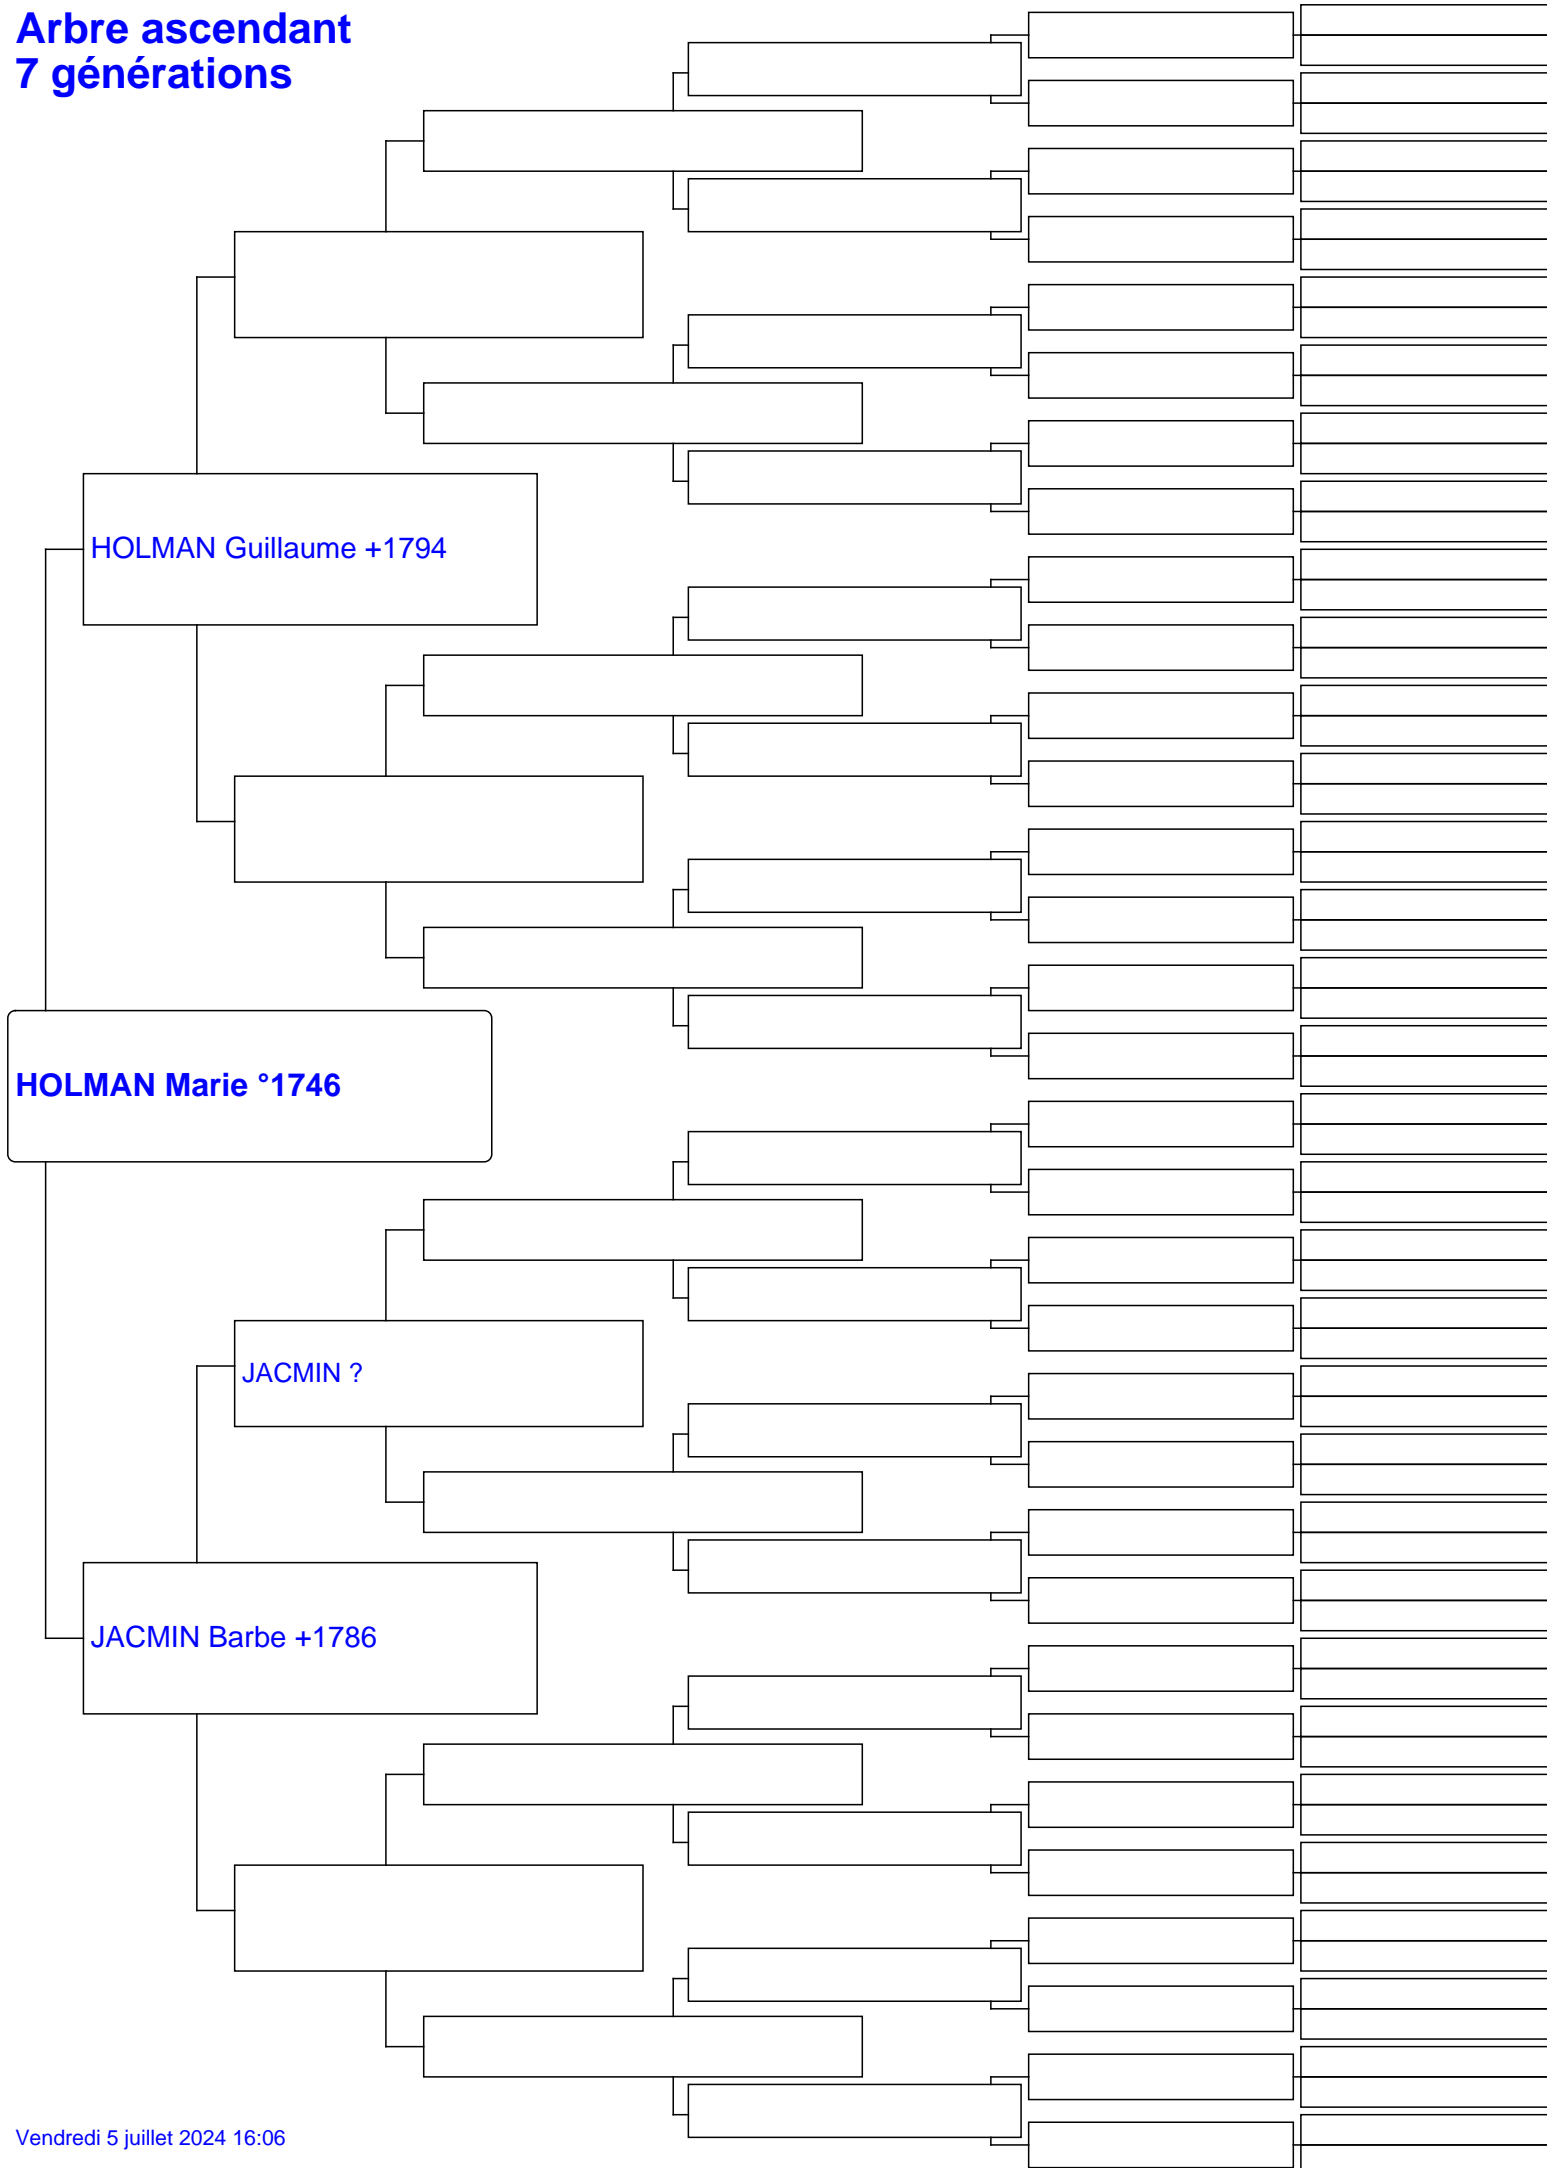 Arbre ascendant
7 générations
HOLMAN Guillaume +1794
HOLMAN Marie °1746
JACMIN ?
JACMIN Barbe +1786
Vendredi 5 juillet 2024 16:06